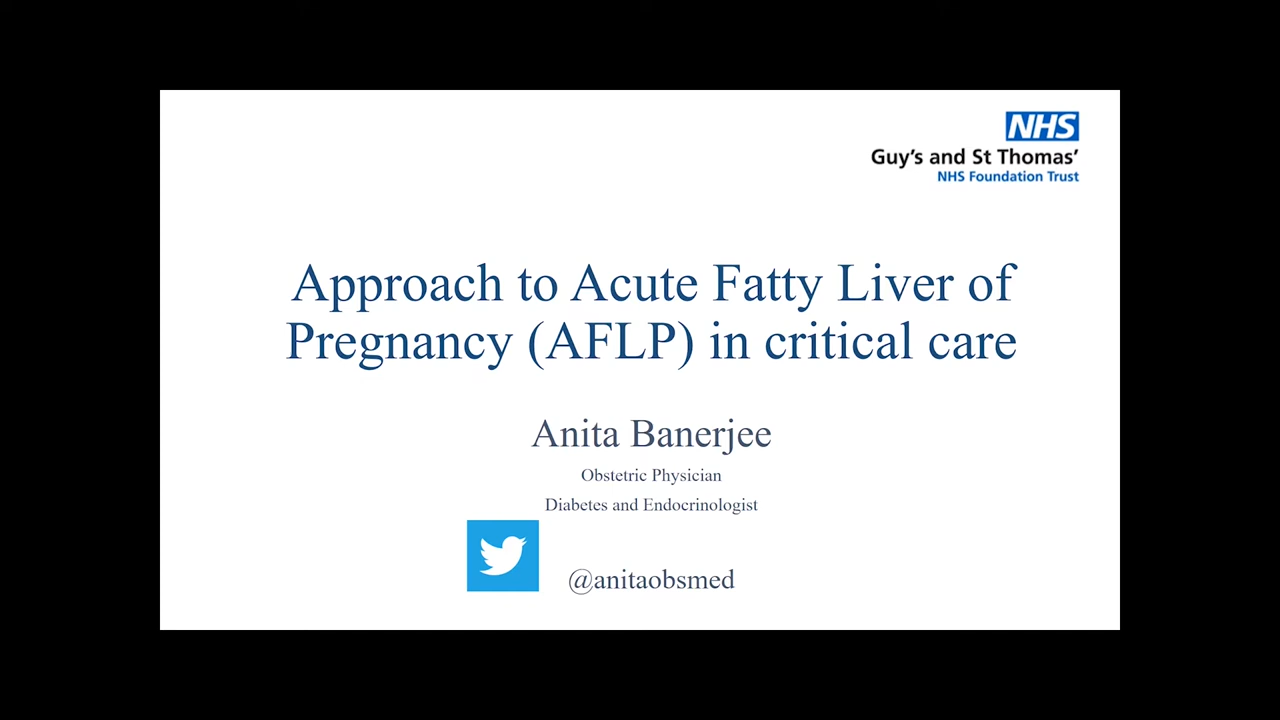 NHS
Guy's and St Thomas'
NHS Foundation Trust
Approach to Acute Fatty Liver of
Pregnancy (AFLP) in critical care
Anita Banerjee
Obstetric Physician
Diabetes and Endocrinologist
@anitaobsmed